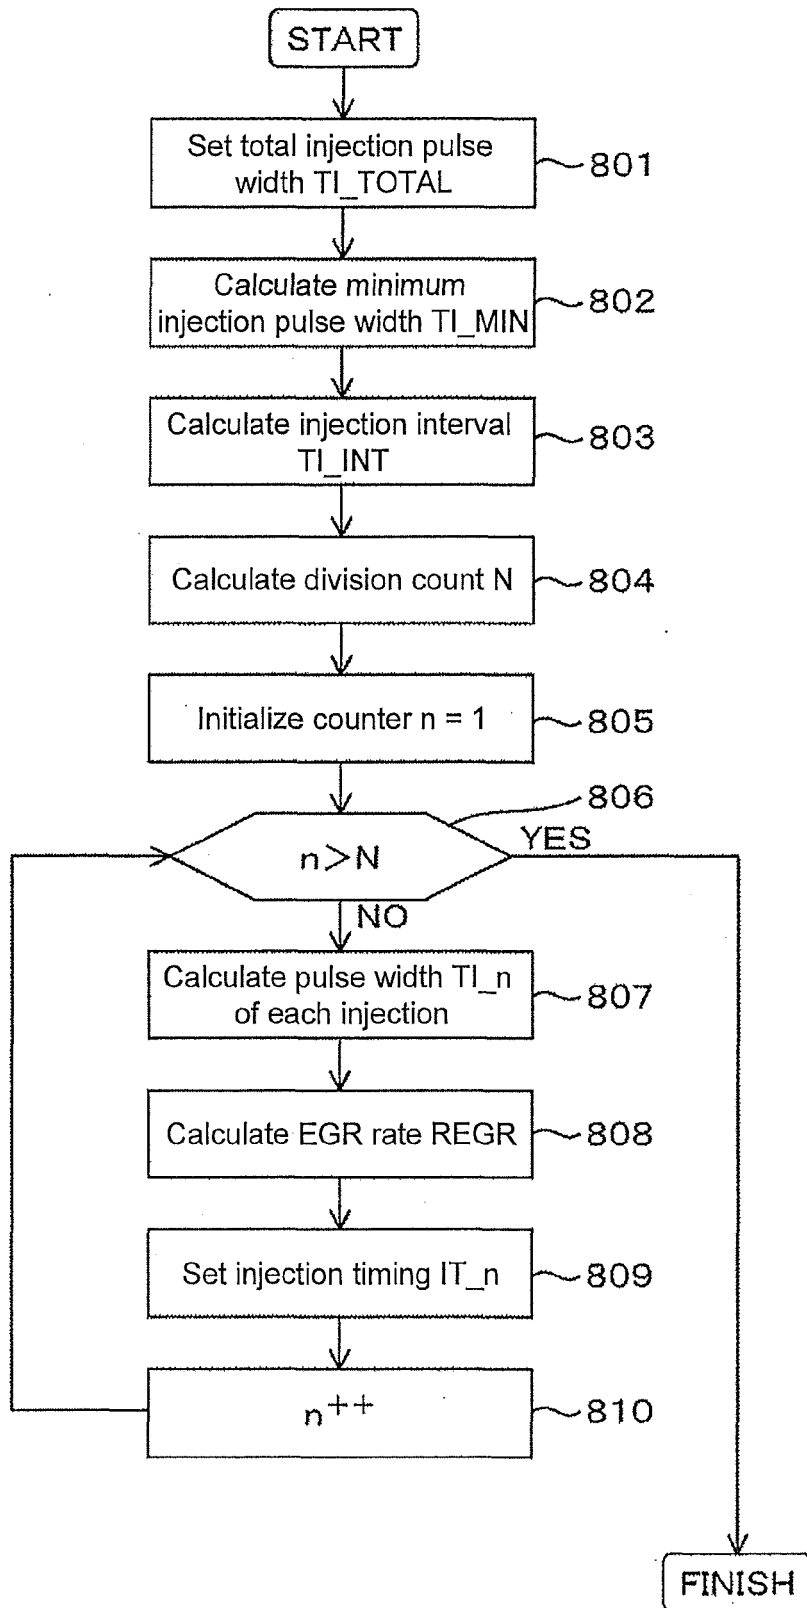 START
Set total injection pulse
width TI_TOTAL
801
Calculate minimum
injection pulse width TI_MIN
802
Calculate injection interval
TI_INT
803
Calculate division count N
804
Initialize counter n = 1
805
806
n>N
YES
NO
Calculate pulse width TI_n
of each injection
807
Calculate EGR rate REGR
808
Set injection timing IT_n
809
n++
810
FINISH